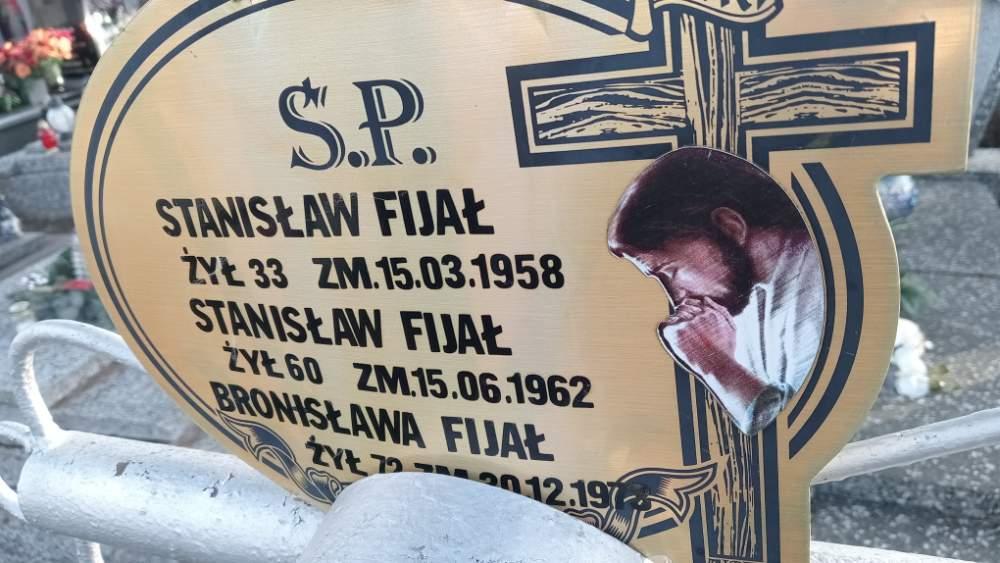 Ś.P.
STANISŁAW FIJAŁ
ŻYŁ 33 ZM.15.03.1958
STANISŁAW FIJAŁ
ŻYŁ 60 ZM.15.06.1962
BRONISŁAWA FIJAŁ
ŻYŁ 72 ZM.